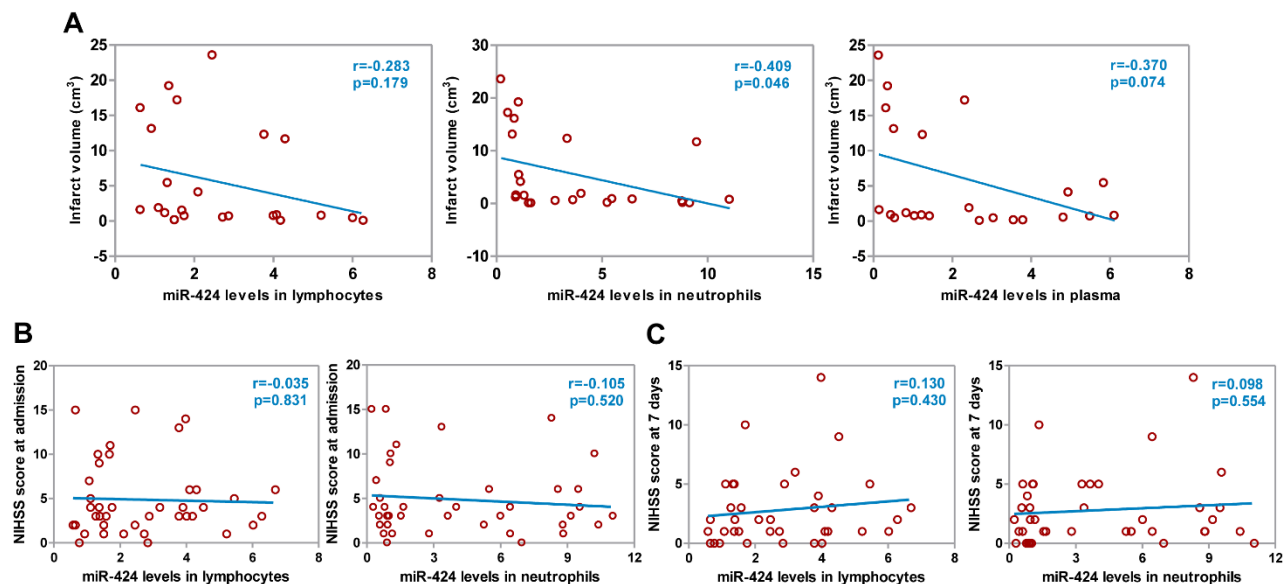 A
Infarct volume (cm³)
25
20
15
10
5
0
-5
0
2
4
6
8
r=-0.283
p=0.179
miR-424 levels in lymphocytes
Infarct volume (cm³)
30
20
10
0
-10
0
5
10
15
r=-0.409
p=0.046
miR-424 levels in neutrophils
Infarct volume (cm³)
25
20
15
10
5
0
-5
0
2
4
6
8
r=-0.370
p=0.074
miR-424 levels in plasma
B
NIHSS score at admission
20
15
10
5
0
0
2
4
6
8
r=-0.035
p=0.831
miR-424 levels in lymphocytes
NIHSS score at admission
20
15
10
5
0
0
3
6
9
12
r=-0.105
p=0.520
miR-424 levels in neutrophils
C
NIHSS score at 7 days
15
10
5
0
0
2
4
6
8
r=0.130
p=0.430
miR-424 levels in lymphocytes
NIHSS score at 7 days
15
10
5
0
0
3
6
9
12
r=0.098
p=0.554
miR-424 levels in neutrophils